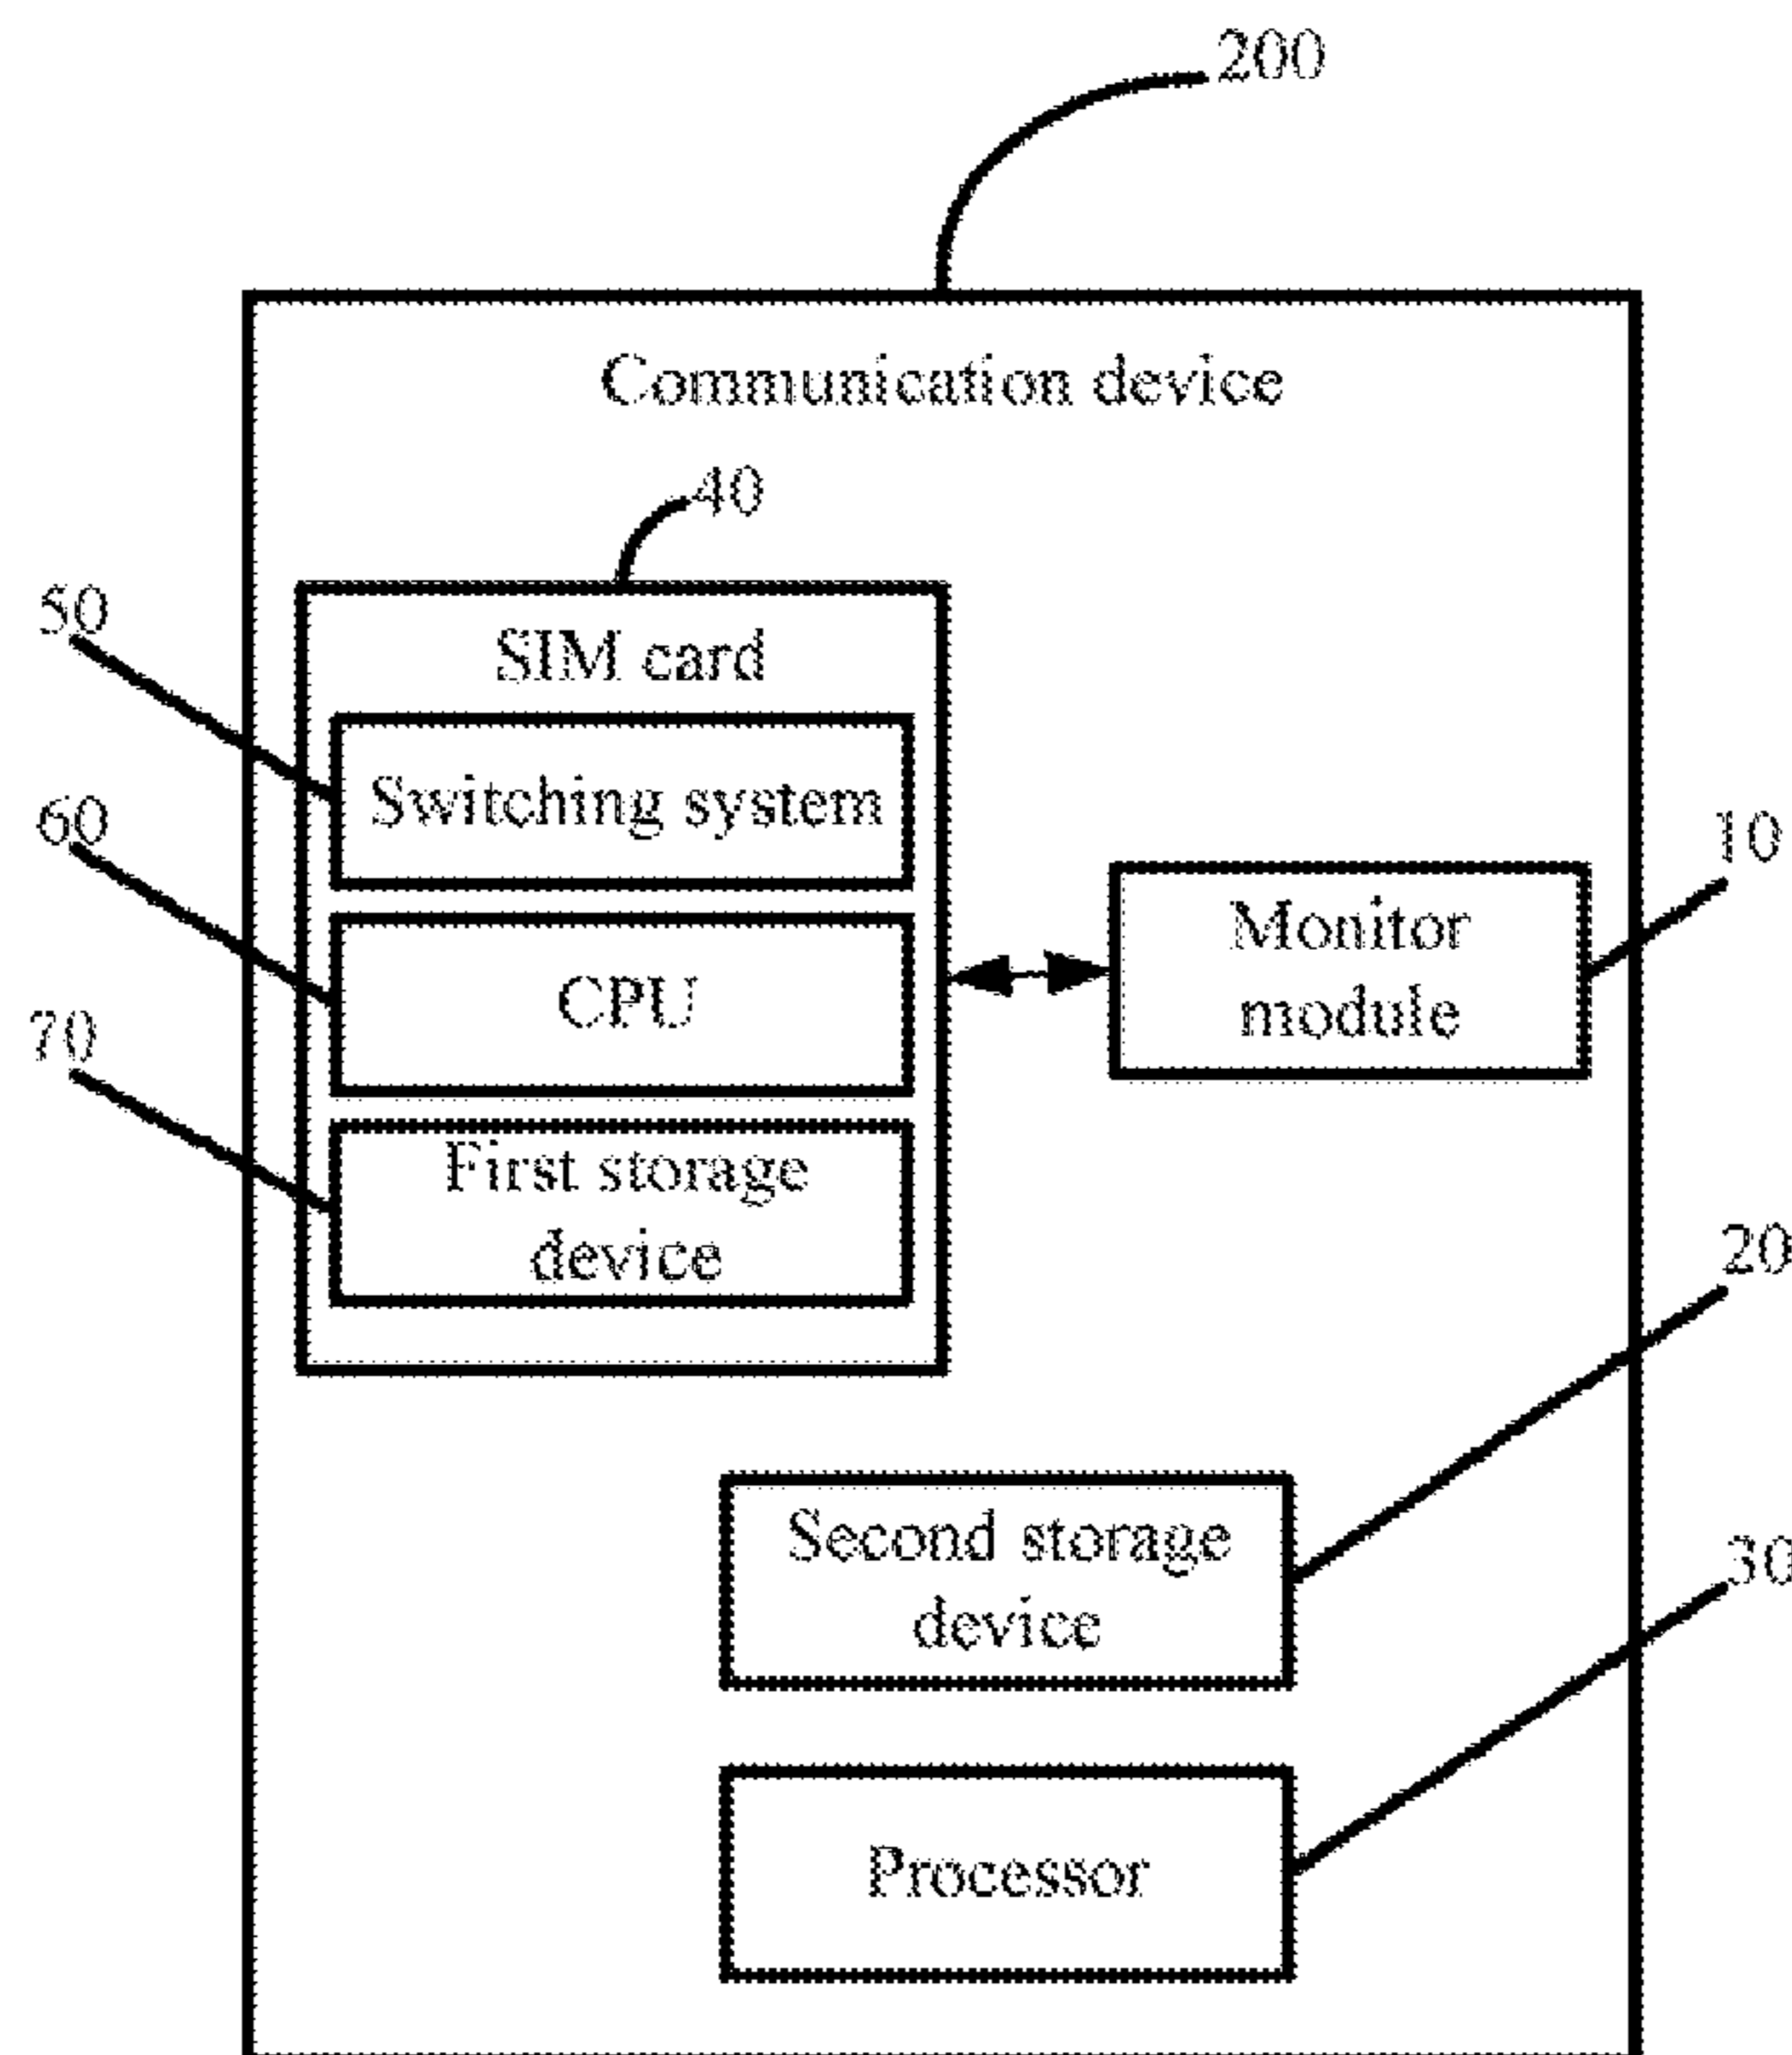 200
Communication device
40
50
SIM card
Switching system
60
10
Monitor
module
CPU
70
First storage
device
20
Second storage
device
30
Processor